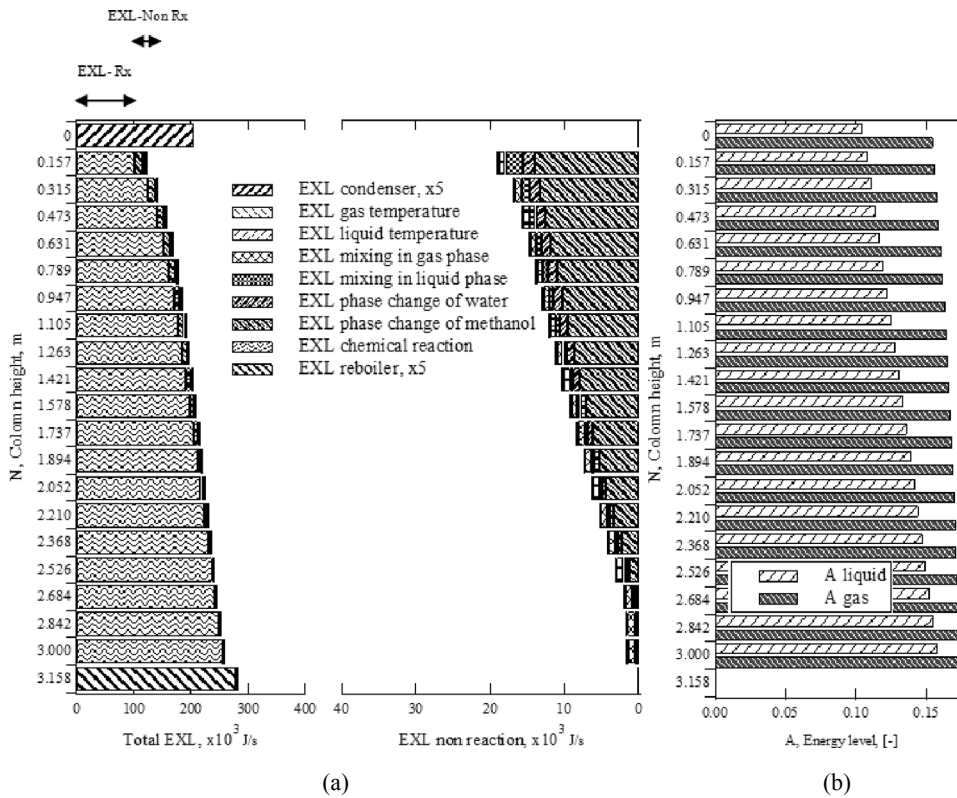 EXL-Non Rx
EXL- Rx
N, Colomn height, m
0
0.157
0.315
0.473
0.631
0.789
0.947
1.105
1.263
1.421
1.578
1.737
1.894
2.052
2.210
2.368
2.526
2.684
2.842
3.000
3.158
0 100 200 300 400
Total EXL, x10³ J/s
EXL condenser, x5
EXL gas temperature
EXL liquid temperature
EXL mixing in gas phase
EXL mixing in liquid phase
EXL phase change of water
EXL phase change of methanol
EXL chemical reaction
EXL reboiler, x5
40 20 10 0
EXL non reaction, x10³ J/s
(a)
N, Colomn height, m
0
0.157
0.315
0.473
0.631
0.789
0.947
1.105
1.263
1.421
1.578
1.737
1.894
2.052
2.210
2.368
2.526
2.684
2.842
3.000
3.158
A liquid
A gas
0.00 0.05 0.10 0.15
A, Energy level, [-]
(b)